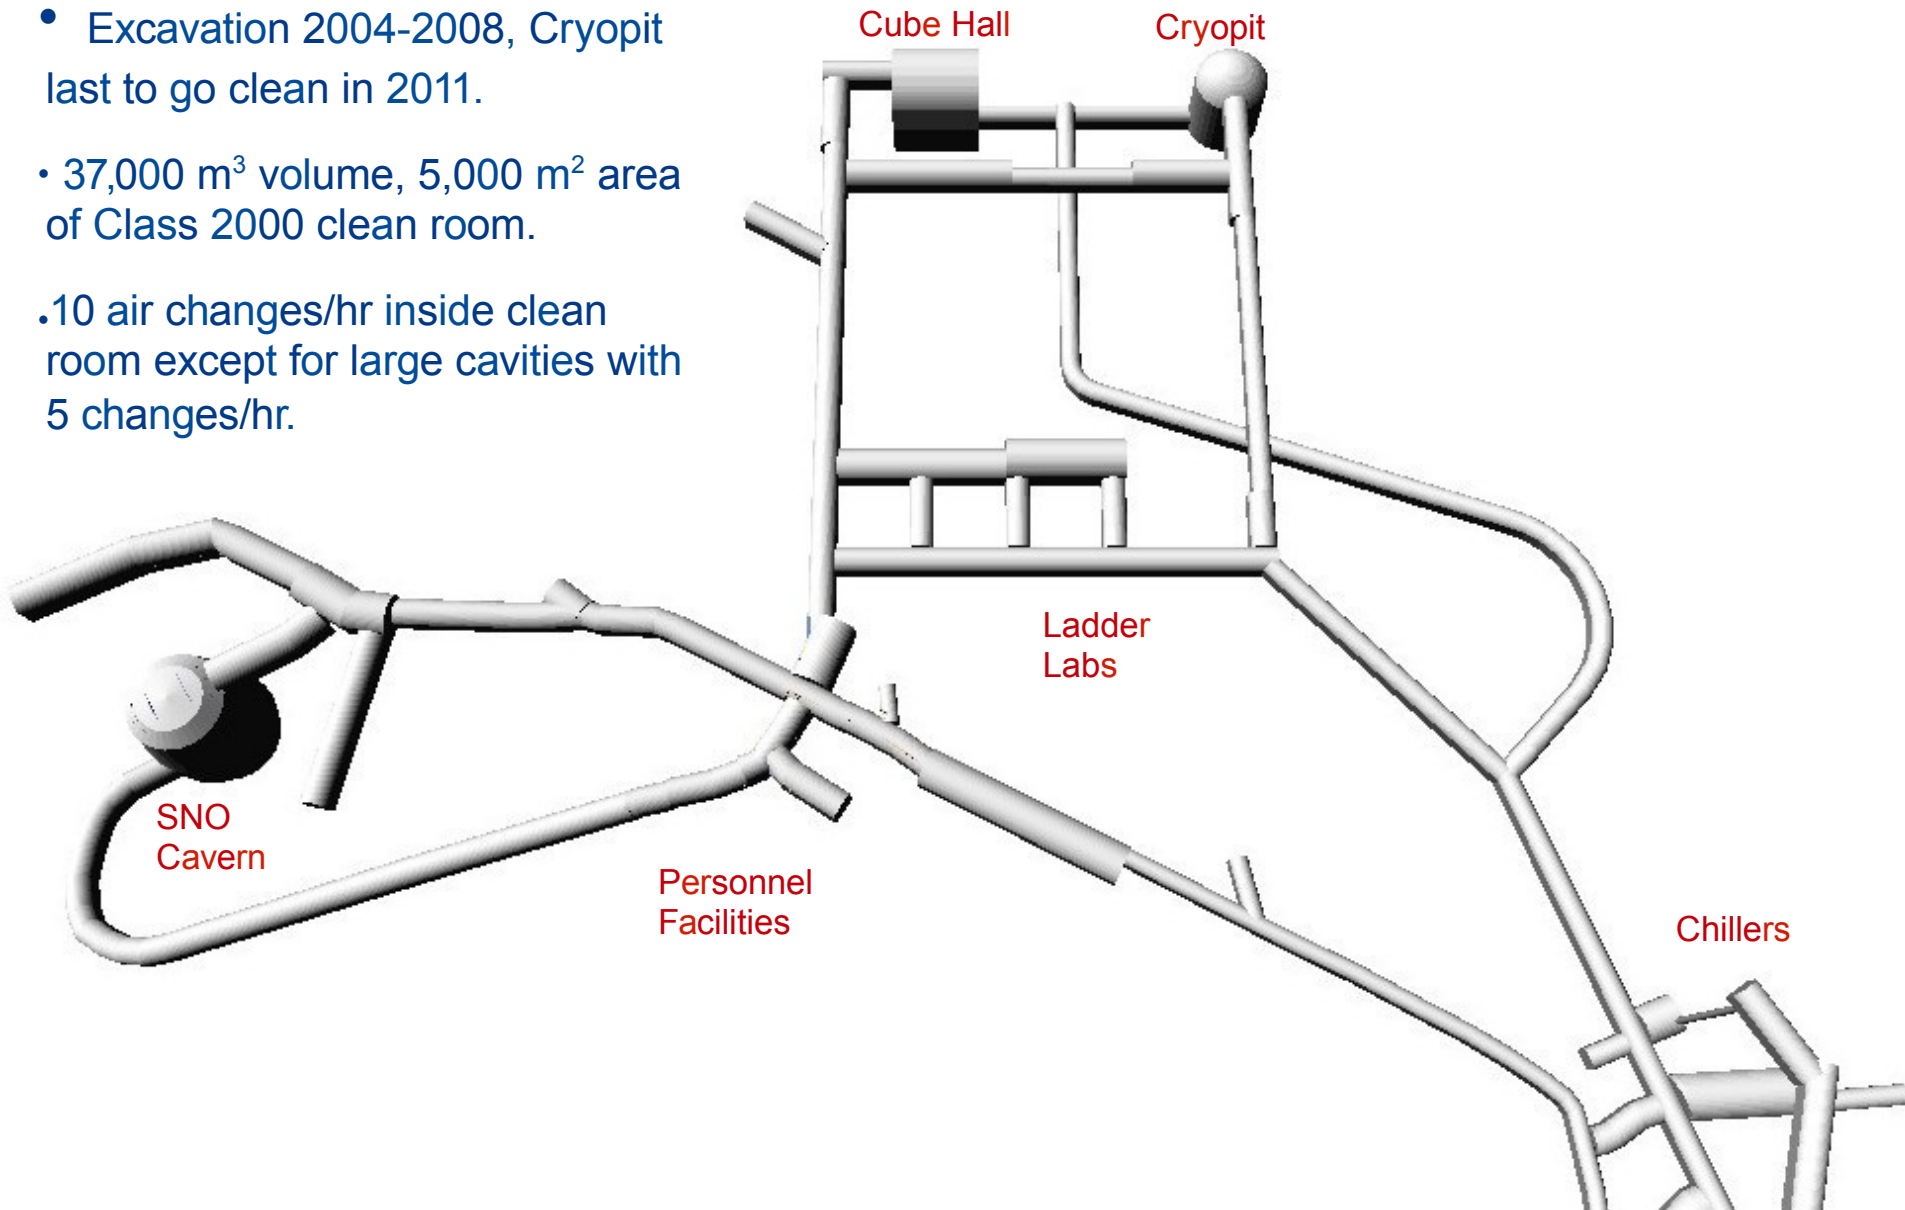 • Excavation 2004-2008, Cryopit
last to go clean in 2011.
• 37,000 m³ volume, 5,000 m² area
of Class 2000 clean room.
•10 air changes/hr inside clean
room except for large cavities with
5 changes/hr.
Cube Hall
Cryopit
Ladder
Labs
SNO
Cavern
Personnel
Facilities
Chillers